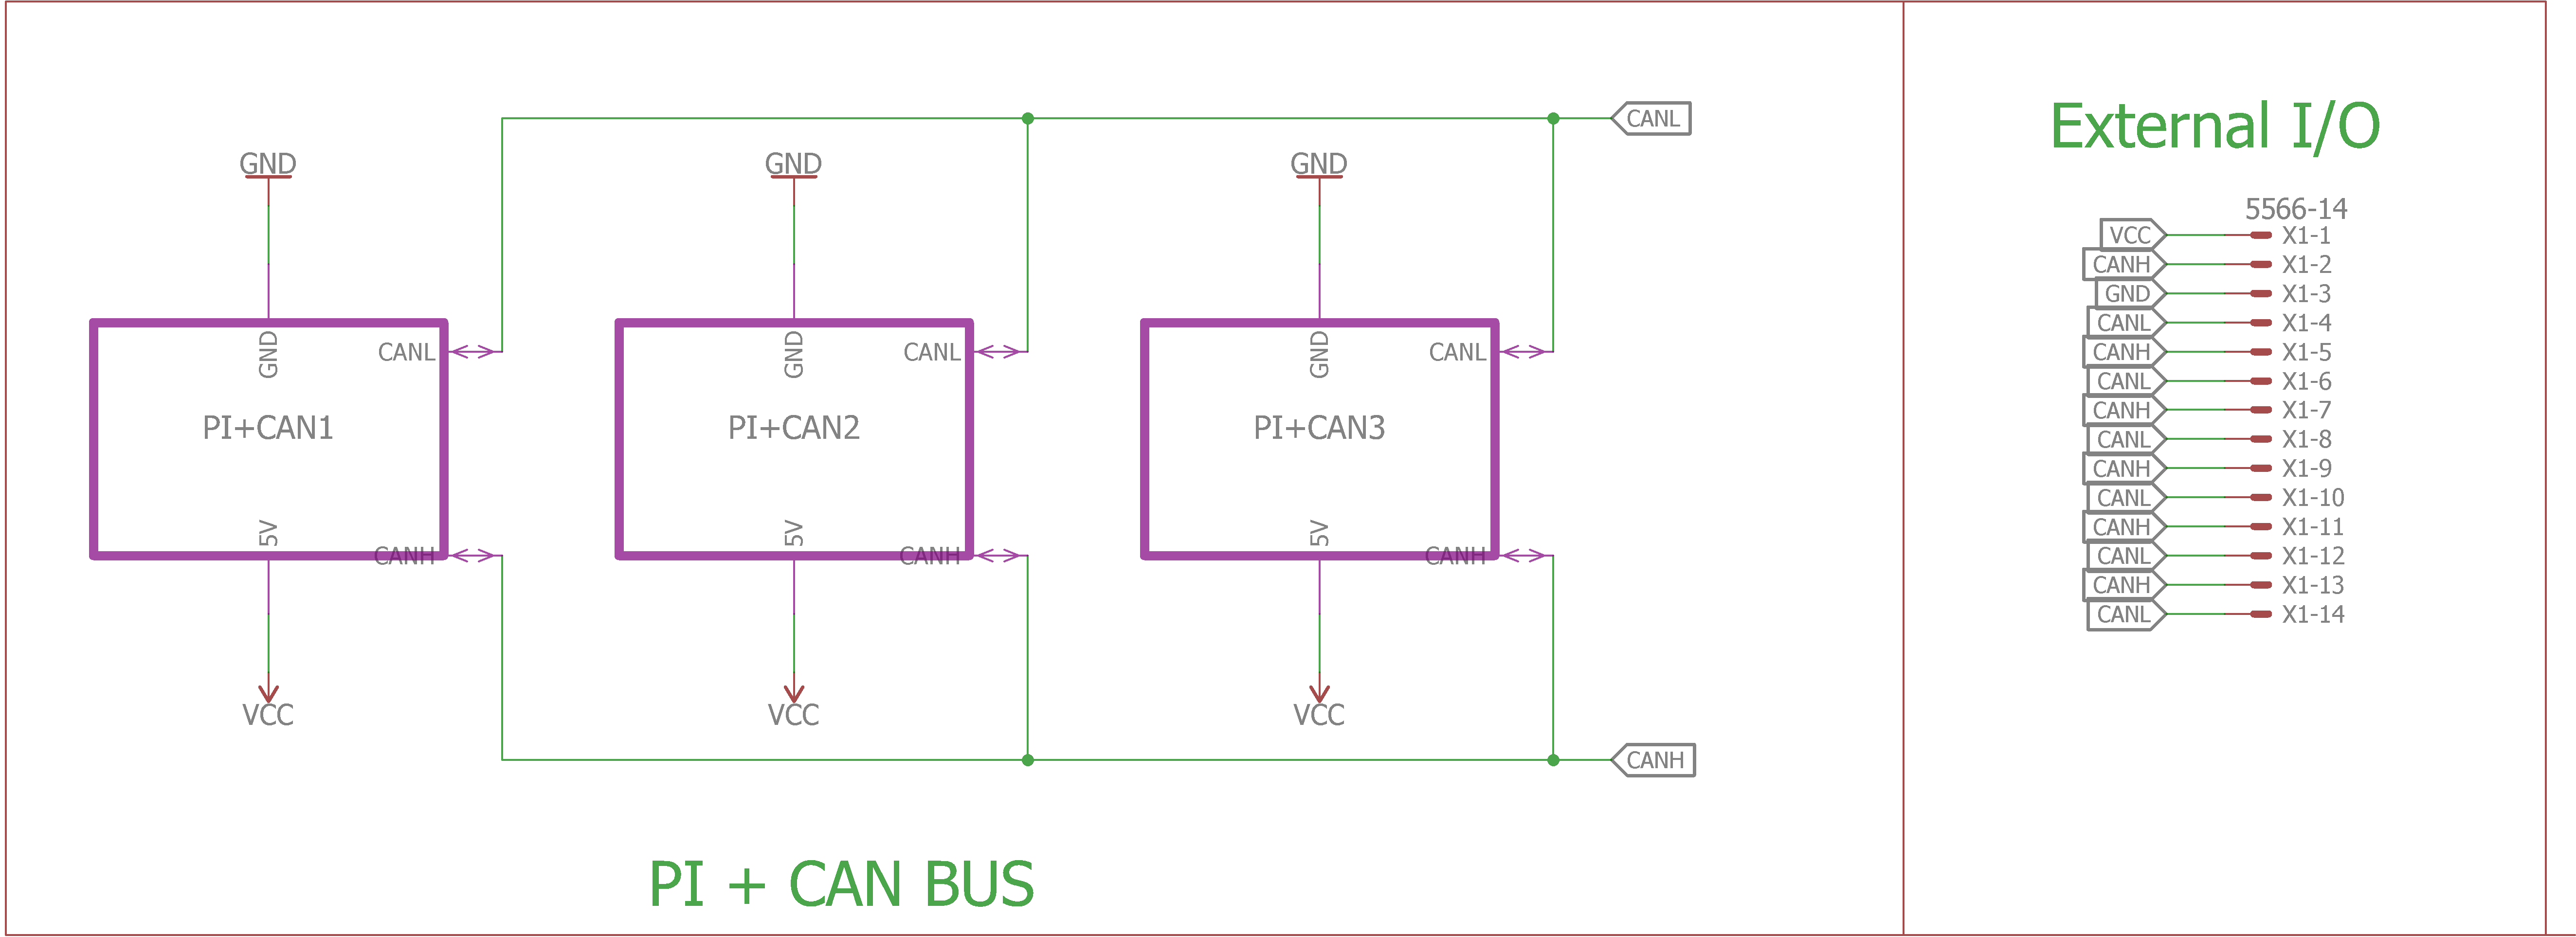 CANL
GND
GND
GND
GND
CANL
PI+CAN1
5V
CANH
GND
CANL
PI+CAN2
5V
CANH
GND
CANL
PI+CAN3
5V
CANH
VCC
VCC
VCC
CANH
PI + CAN BUS
External I/O
5566-14
VCC X1-1
CANH X1-2
GND X1-3
CANL X1-4
CANH X1-5
CANL X1-6
CANH X1-7
CANL X1-8
CANH X1-9
CANL X1-10
CANH X1-11
CANL X1-12
CANH X1-13
CANL X1-14